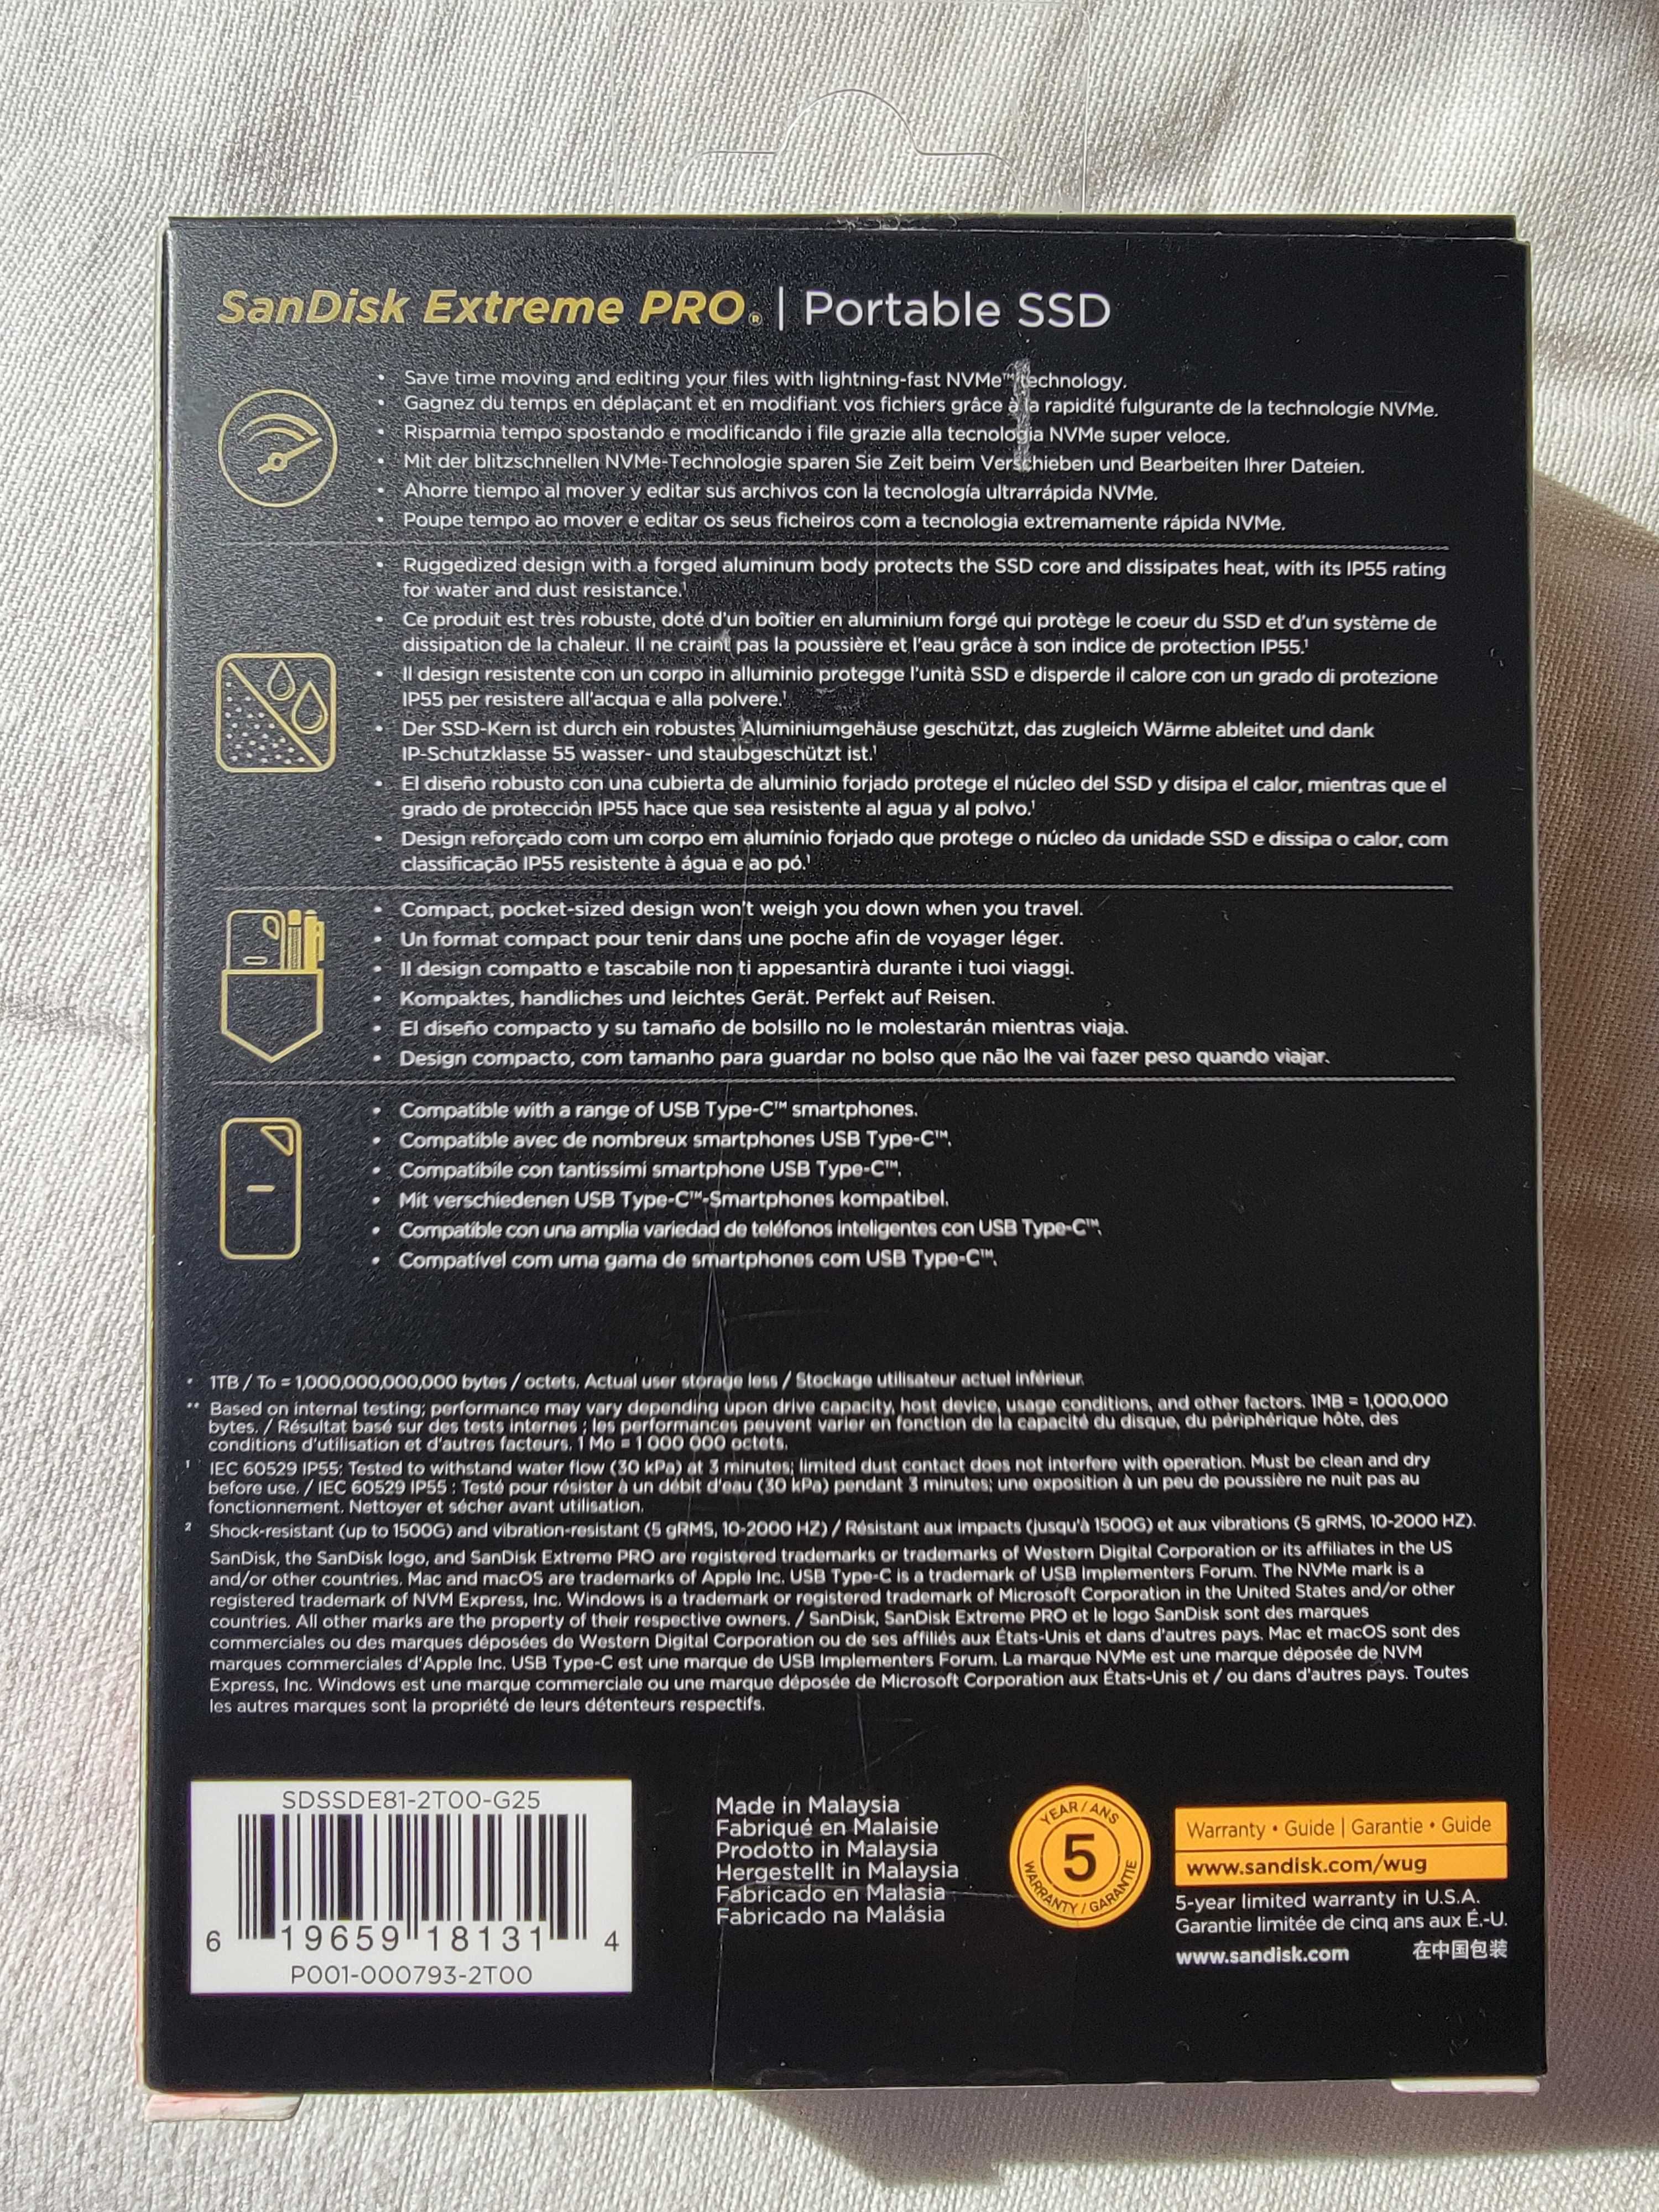 SanDisk Extreme PRO® | Portable SSD
• Save time moving and editing your files with lightning-fast NVMe™ technology.
• Gagnez du temps en déplaçant et en modifiant vos fichiers grâce à la rapidité fulgurante de la technologie NVMe.
• Risparmia tempo spostando e modificando i file grazie alla tecnologia NVMe super veloce.
• Mit der blitzschnellen NVMe-Technologie sparen Sie Zeit beim Verschieben und Bearbeiten Ihrer Dateien.
• Ahorre tiempo al mover y editar sus archivos con la tecnología ultrarrápida NVMe.
• Poupe tempo ao mover e editar os seus ficheiros com a tecnologia extremamente rápida NVMe.
• Ruggedized design with a forged aluminum body protects the SSD core and dissipates heat, with its IP55 rating
for water and dust resistance.¹
• Ce produit est très robuste, doté d'un boîtier en aluminium forgé qui protège le coeur du SSD et d'un système de
dissipation de la chaleur. Il ne craint pas la poussière et l'eau grâce à son indice de protection IP55.¹
• Il design resistente con un corpo in alluminio protegge l'unità SSD e disperde il calore con un grado di protezione
IP55 per resistere all'acqua e alla polvere.¹
• Der SSD-Kern ist durch ein robustes Aluminiumgehäuse geschützt, das zugleich Wärme ableitet und dank
IP-Schutzklasse 55 wasser- und staubgeschützt ist.¹
• El diseño robusto con una cubierta de aluminio forjado protege el núcleo del SSD y disipa el calor, mientras que el
grado de protección IP55 hace que sea resistente al agua y al polvo.¹
• Design reforçado com um corpo em alumínio forjado que protege o núcleo da unidade SSD e dissipa o calor, com
classificação IP55 resistente à água e ao pó.¹
• Compact, pocket-sized design won't weigh you down when you travel.
• Un format compact pour tenir dans une poche afin de voyager léger.
• Il design compatto e tascabile non ti appesantirà durante i tuoi viaggi.
• Kompaktes, handliches und leichtes Gerät. Perfekt auf Reisen.
• El diseño compacto y su tamaño de bolsillo no le molestarán mientras viaja.
• Design compacto, com tamanho para guardar no bolso que não lhe vai fazer peso quando viajar.
• Compatible with a range of USB Type-C™ smartphones.
• Compatible avec de nombreux smartphones USB Type-C™.
• Compatibile con tantissimi smartphone USB Type-C™.
• Mit verschiedenen USB Type-C™-Smartphones kompatibel.
• Compatible con una amplia variedad de teléfonos inteligentes con USB Type-C™.
• Compatível com uma gama de smartphones com USB Type-C™.
* 1TB / To = 1,000,000,000,000 bytes / octets. Actual user storage less / Stockage utilisateur actuel inférieur.
** Based on internal testing; performance may vary depending upon drive capacity, host device, usage conditions, and other factors. 1MB = 1,000,000
bytes. / Résultat basé sur des tests internes ; les performances peuvent varier en fonction de la capacité du disque, du périphérique hôte, des
conditions d'utilisation et d'autres facteurs. 1 Mo = 1 000 000 octets.
¹ IEC 60529 IP55: Tested to withstand water flow (30 kPa) at 3 minutes; limited dust contact does not interfere with operation. Must be clean and dry
before use. / IEC 60529 IP55 : Testé pour résister à un débit d'eau (30 kPa) pendant 3 minutes; une exposition à un peu de poussière ne nuit pas au
fonctionnement. Nettoyer et sécher avant utilisation.
² Shock-resistant (up to 1500G) and vibration-resistant (5 gRMS, 10-2000 HZ) / Résistant aux impacts (jusqu'à 1500G) et aux vibrations (5 gRMS, 10-2000 HZ).
SanDisk, the SanDisk logo, and SanDisk Extreme PRO are registered trademarks or trademarks of Western Digital Corporation or its affiliates in the US
and/or other countries. Mac and macOS are trademarks of Apple Inc. USB Type-C is a trademark of USB Implementers Forum. The NVMe mark is a
registered trademark of NVM Express, Inc. Windows is a trademark or registered trademark of Microsoft Corporation in the United States and/or other
countries. All other marks are the property of their respective owners. / SanDisk, SanDisk Extreme PRO et le logo SanDisk sont des marques
commerciales ou des marques déposées de Western Digital Corporation ou de ses affiliés aux États-Unis et dans d'autres pays. Mac et macOS sont des
marques commerciales d'Apple Inc. USB Type-C est une marque de USB Implementers Forum. La marque NVMe est une marque déposée de NVM
Express, Inc. Windows est une marque commerciale ou une marque déposée de Microsoft Corporation aux États-Unis et / ou dans d'autres pays. Toutes
les autres marques sont la propriété de leurs détenteurs respectifs.
SDSSDE81-2T00-G25
6 19659 18131 4
P001-000793-2T00
Made in Malaysia
Fabriqué en Malaisie
Prodotto in Malaysia
Hergestellt in Malaysia
Fabricado en Malasia
Fabricado na Malásia
YEAR / ANS
5
WARRANTY / GARANTIE
Warranty • Guide | Garantie • Guide
www.sandisk.com/wug
5-year limited warranty in U.S.A.
Garantie limitée de cinq ans aux É.-U.
www.sandisk.com 在中国包装